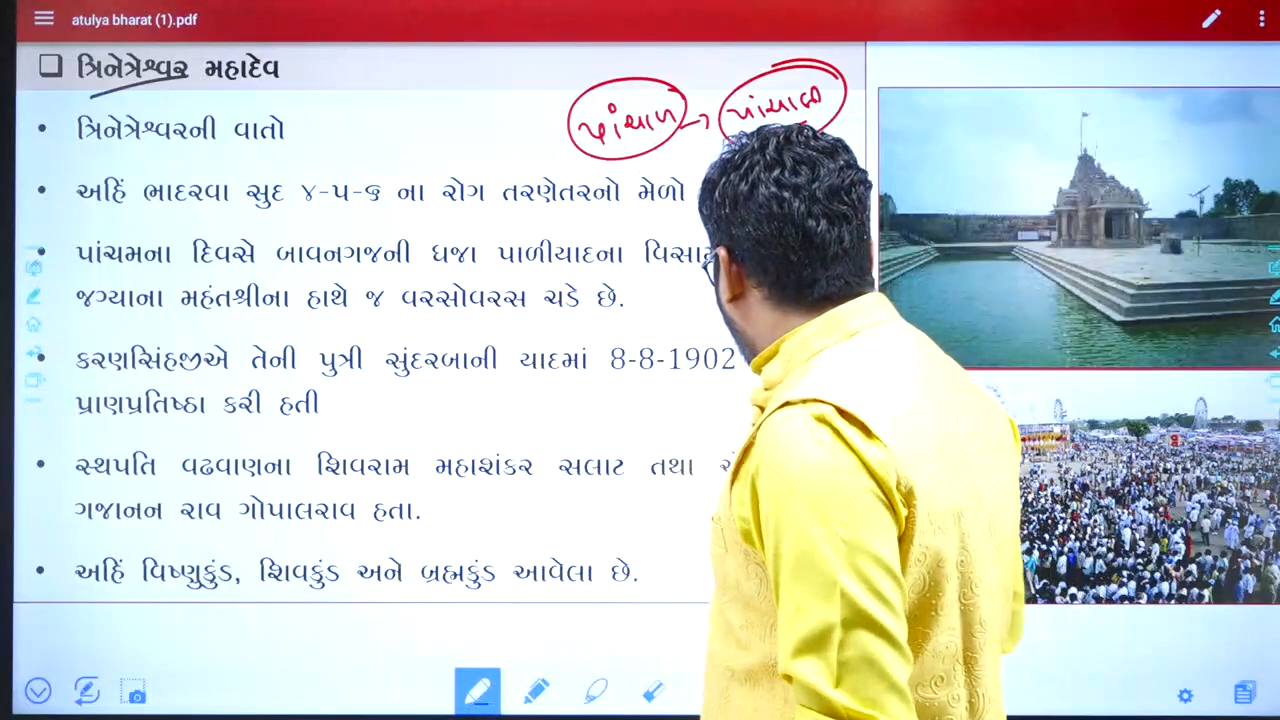 atulya bharat (1).pdf
ત્રિનેત્રેશ્વર મહાદેવ
પાંચાળ → પાંચાલી
ત્રિનેત્રેશ્વરની વાતો
અહિં ભાદરવા સુદ ૪-૫-૬ ના રોગ તરણેતરનો મેળો
પાંચમના દિવસે બાવનગજની ધજા પાળીયાદના
જગ્યાના મહંતશ્રીના હાથે જ વરસોવરસ ચડે છે.
કરણસિંહજીએ તેની પુત્રી સુંદરબાની યાદમાં 8-8-1902
પ્રાણપ્રતિષ્ઠા કરી હતી
સ્થપતિ વઢવાણના શિવરામ મહાશંકર સલાટ તથા
ગજાનન રાવ ગોપાલરાવ હતા.
અહિં વિષ્ણુકુંડ, શિવકુંડ અને બ્રહ્મકુંડ આવેલા છે.